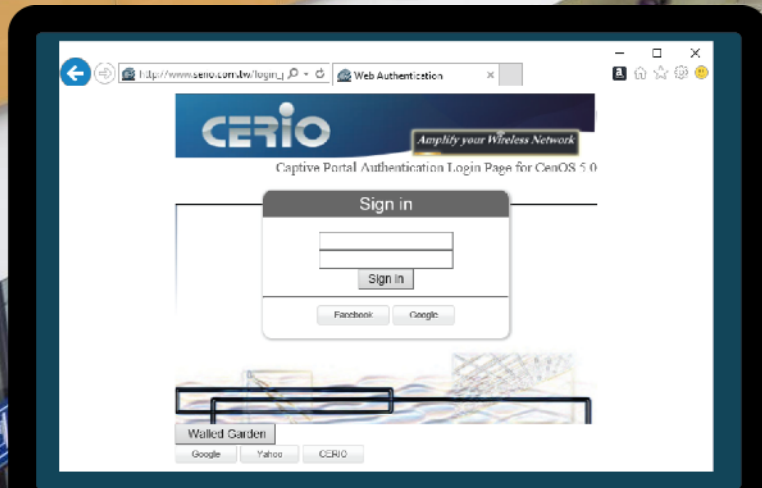 Web Authentication
CERIO
Amplify your Wireless Network
Captive Portal Authentication Login Page for CenOS 5.0
Sign in
Sign in
Facebook Google
Walled Garden
Google Yahoo CERIO